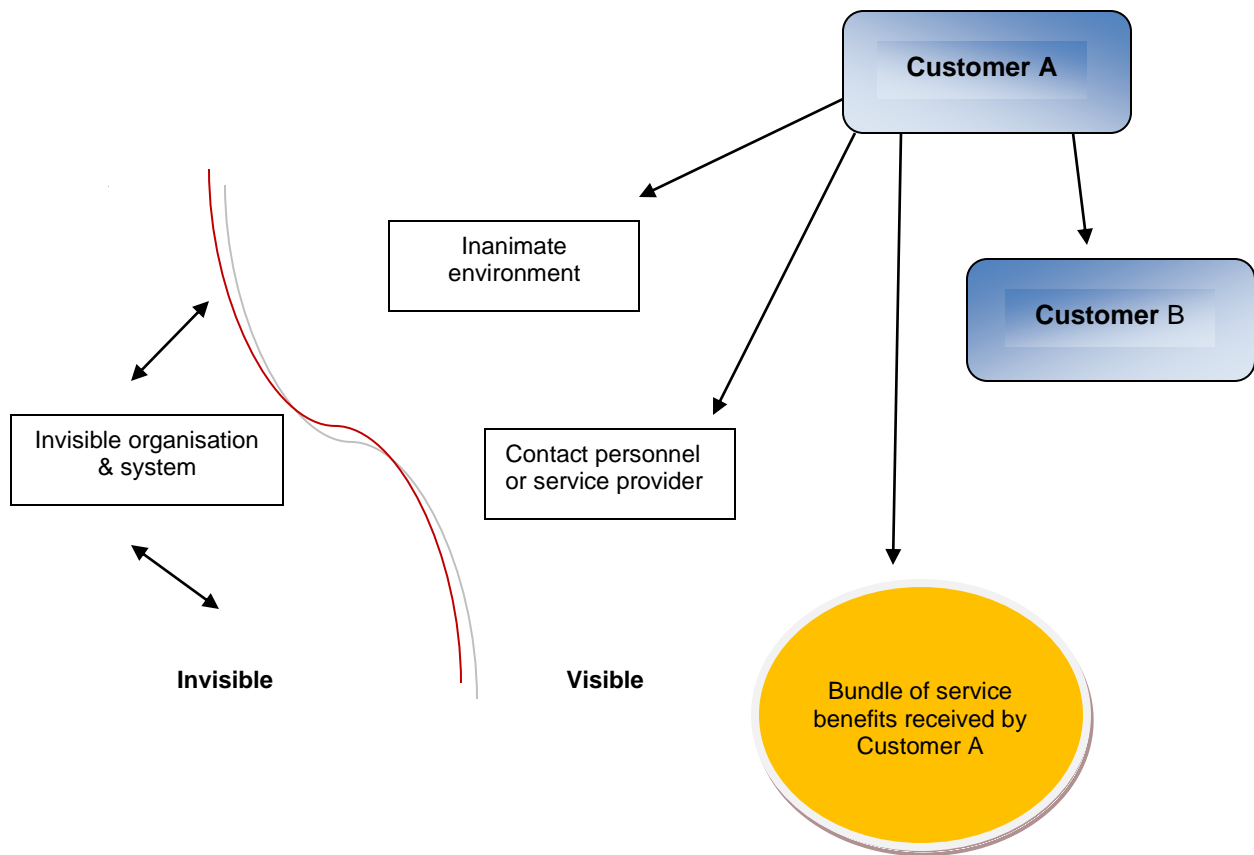 Customer A
Inanimate
environment
Customer B
Invisible organisation
& system
Contact personnel
or service provider
Invisible
Visible
Bundle of service
benefits received by
Customer A